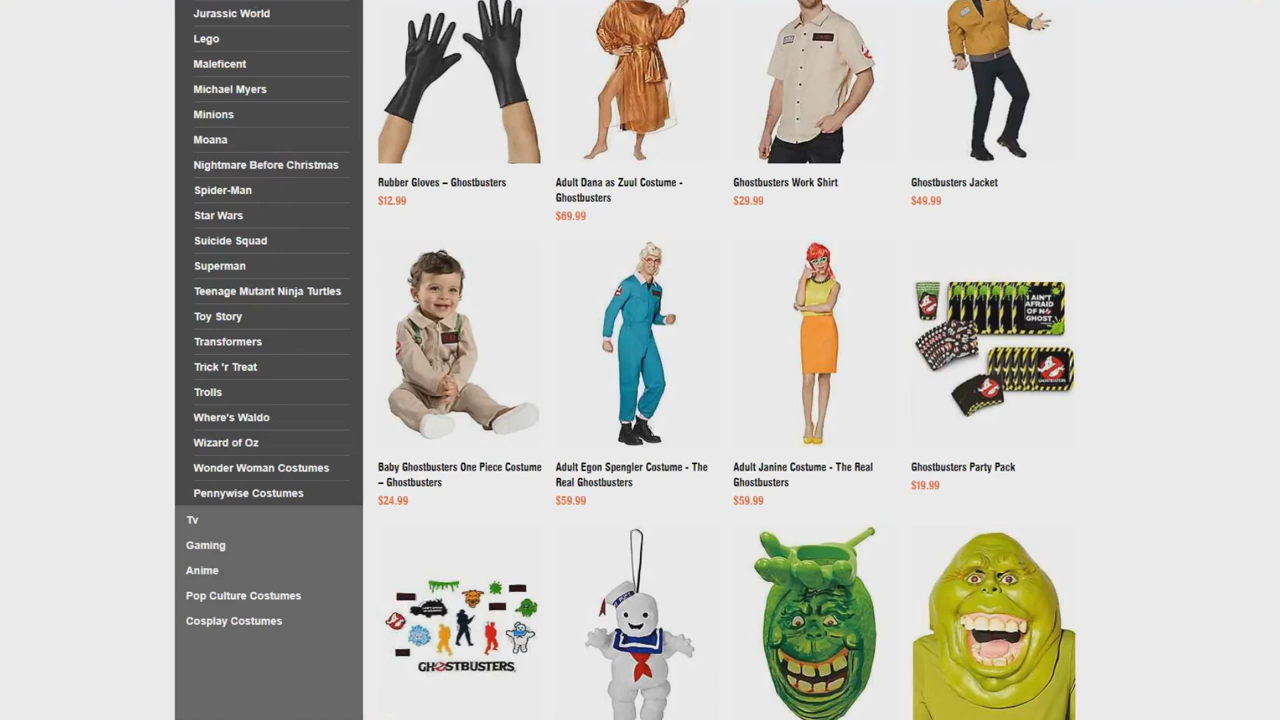 Jurassic World
Lego
Maleficent
Michael Myers
Minions
Moana
Nightmare Before Christmas
Spider-Man
Star Wars
Suicide Squad
Superman
Teenage Mutant Ninja Turtles
Toy Story
Transformers
Trick 'r Treat
Trolls
Where's Waldo
Wizard of Oz
Wonder Woman Costumes
Pennywise Costumes
Tv
Gaming
Anime
Pop Culture Costumes
Cosplay Costumes
Rubber Gloves – Ghostbusters
$12.99
Adult Dana as Zuul Costume -
Ghostbusters
$69.99
Ghostbusters Work Shirt
$29.99
Ghostbusters Jacket
$49.99
Baby Ghostbusters One Piece Costume
– Ghostbusters
$24.99
Adult Egon Spengler Costume - The
Real Ghostbusters
$59.99
Adult Janine Costume - The Real
Ghostbusters
$59.99
I AIN'T
AFRAID
OF NO
GHOST
GHOSTBUSTERS
Ghostbusters Party Pack
$19.99
GHOSTBUSTERS